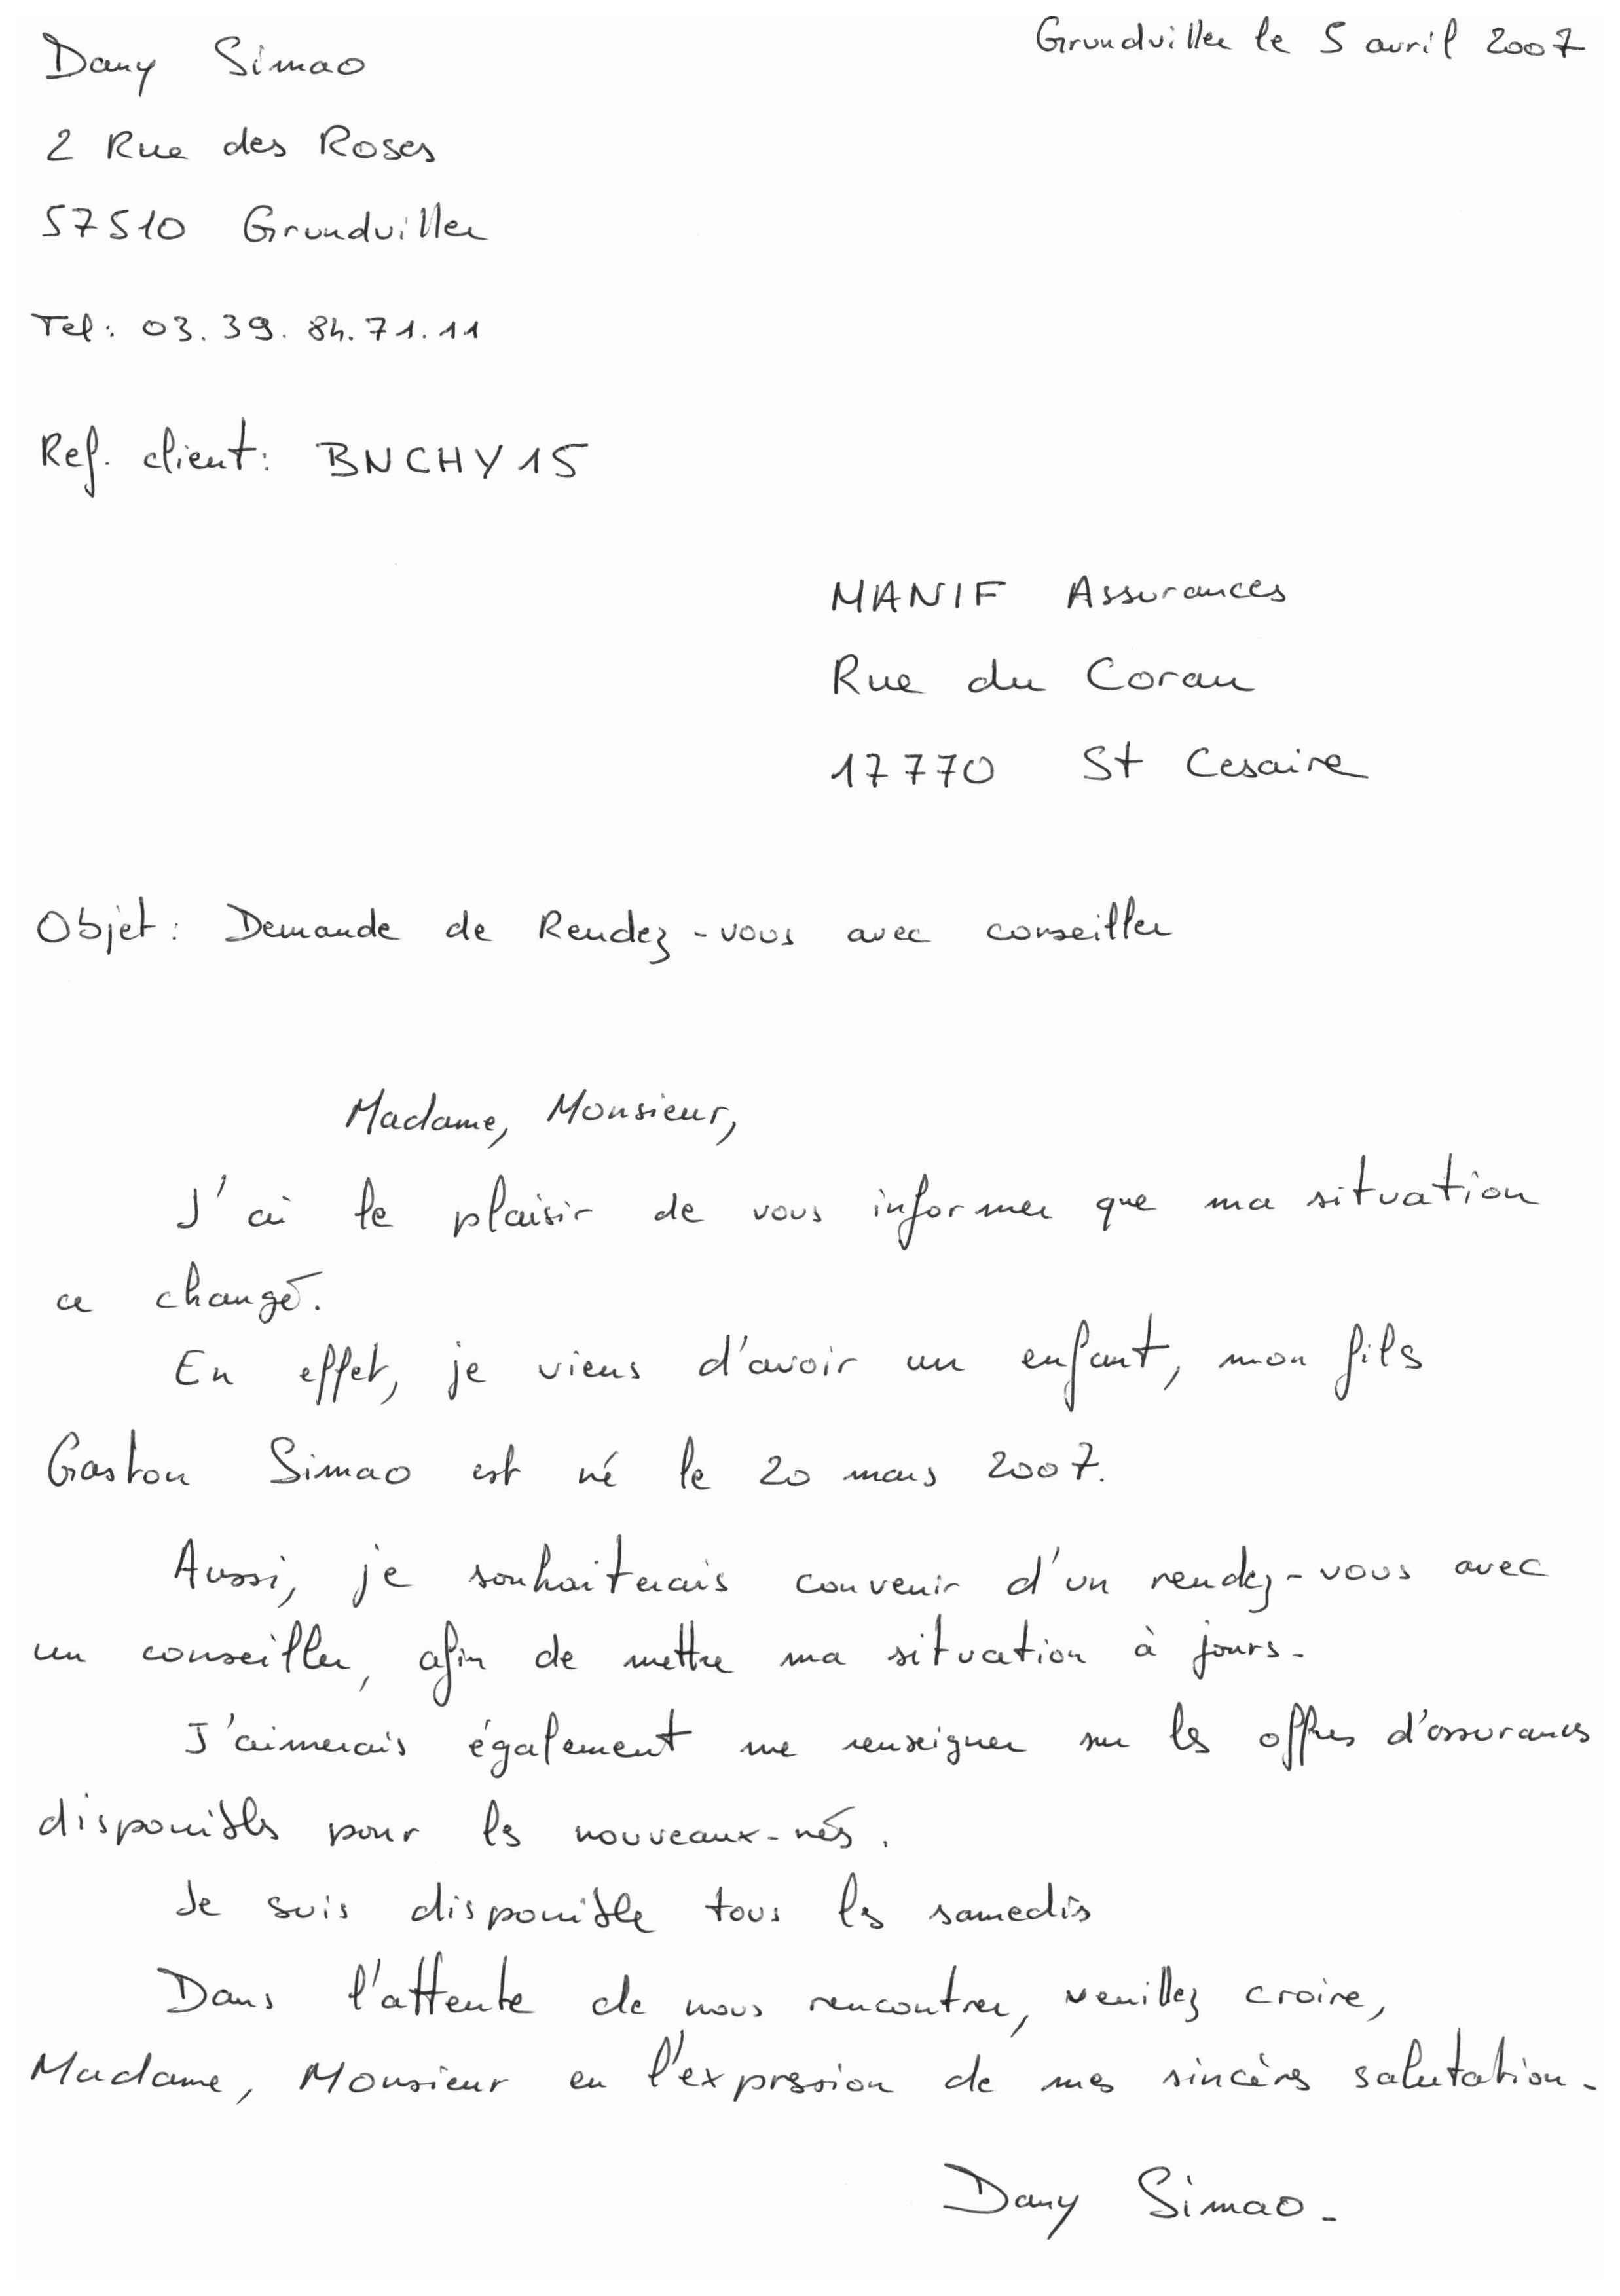 Dany Simao
Grundviller le 5 avril 2007
2 Rue des Roses
57510 Grundviller
Tel: 03.39.84.71.11
Ref. client: BNCHY15
MANIF Assurances
Rue du Coran
17770 St Cesaire
Objet: Demande de Rendez-vous avec conseiller
Madame, Monsieur,
J'ai le plaisir de vous informer que ma situation
a changé.
En effet, je viens d'avoir un enfant, mon fils
Gaston Simao est né le 20 mars 2007.
Aussi, je souhaiterais convenir d'un rendez-vous avec
un conseiller, afin de mettre ma situation à jours.
J'aimerais également me renseigner sur les offres d'assurances
disponibles pour les nouveaux-nés.
Je suis disponible tous les samedis
Dans l'attente de nous rencontrer, veuillez croire,
Madame, Monsieur en l'expression de mes sincères salutation.
Dany Simao.